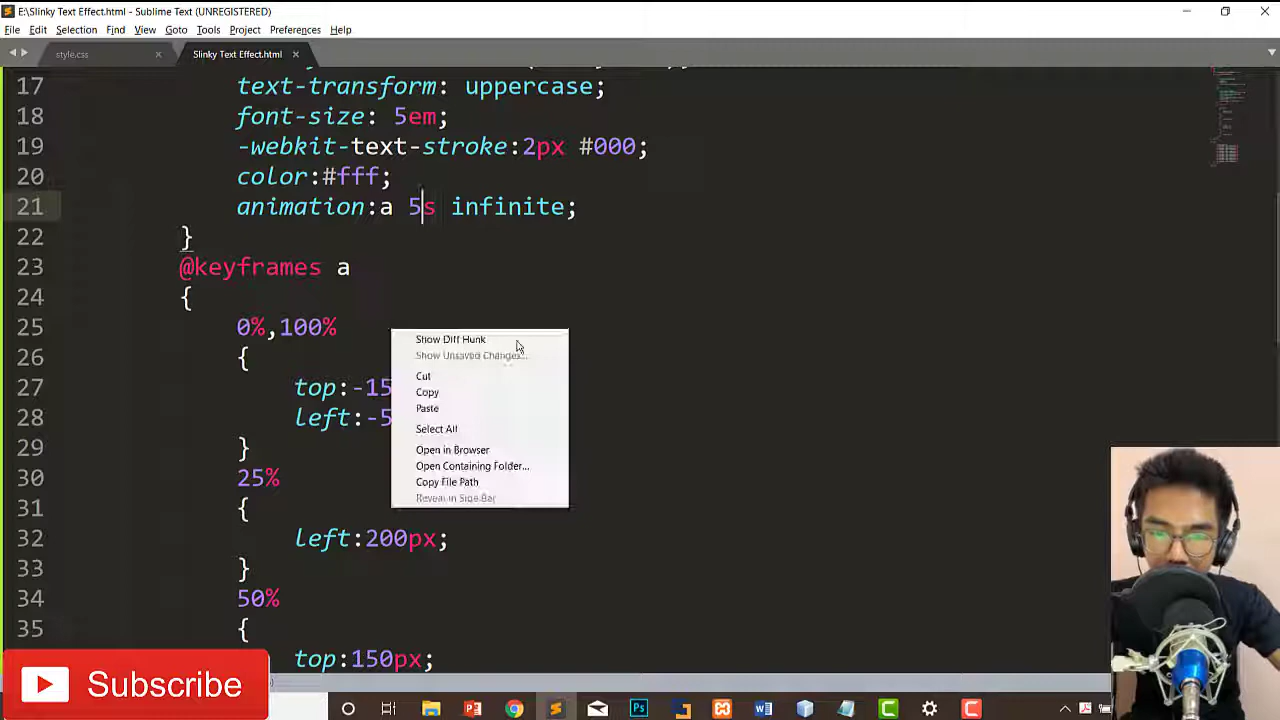 E:\Slinky Text Effect.html - Sublime Text (UNREGISTERED)
File Edit Selection Find View Goto Tools Project Preferences Help
style.css × Slinky Text Effect.html ×
17 text-transform: uppercase;
18 font-size: 5em;
19 -webkit-text-stroke:2px #000;
20 color:#fff;
21 animation:a 5s infinite;
22 }
23 @keyframes a
24 {
25 0%,100%
26 {
27 top:-15
28 left:-5
29 }
30 25%
31 {
32 left:200px;
33 }
34 50%
35 {
top:150px;
Show Diff Hunk
Show Unsaved Changes...
Cut
Copy
Paste
Select All
Open in Browser
Open Containing Folder...
Copy File Path
Reveal in Side Bar
Subscribe